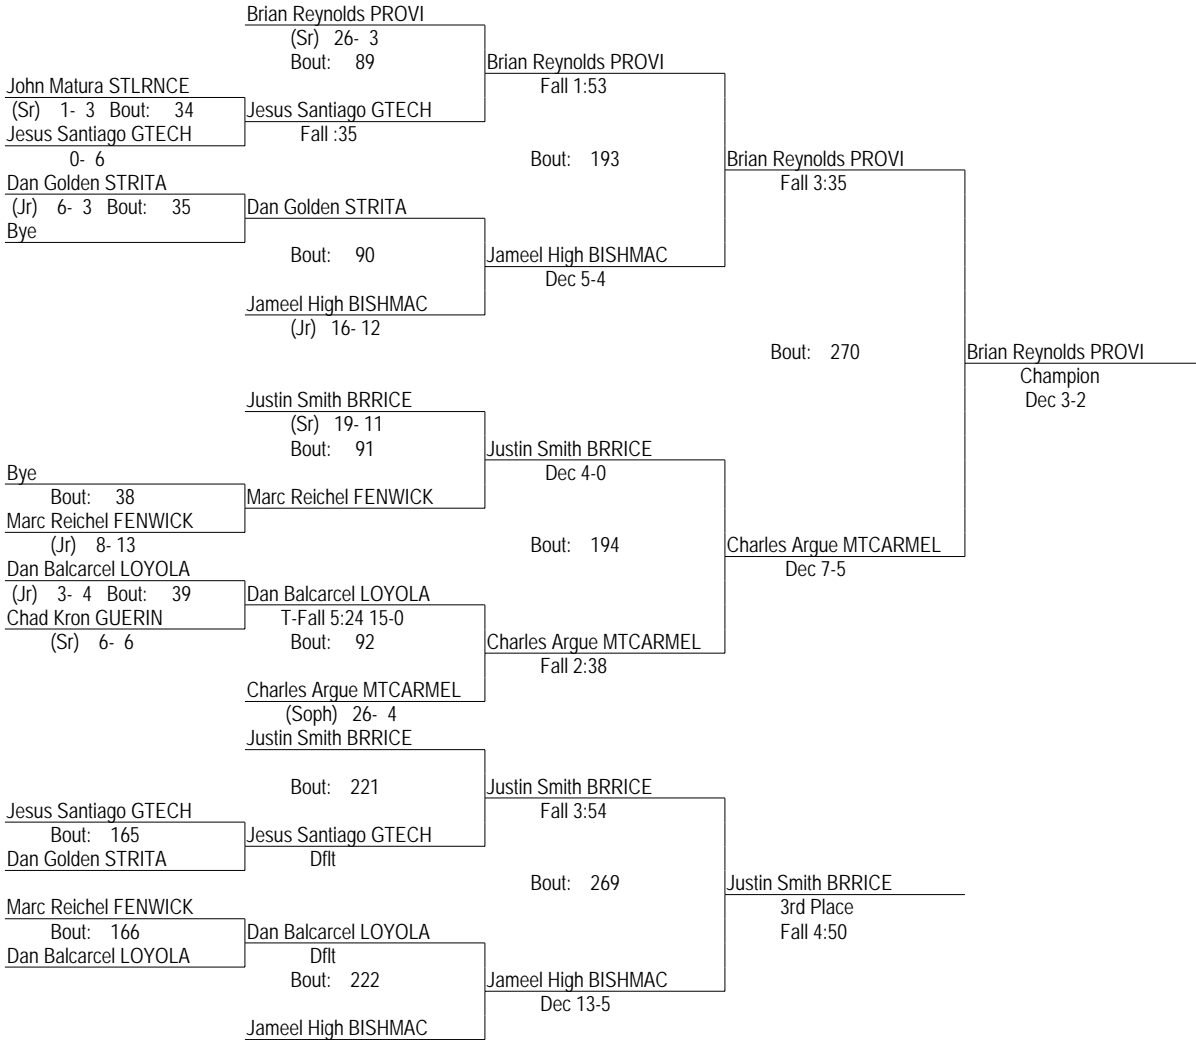 Brian Reynolds PROVI
(Sr) 26- 3
Bout: 89
Brian Reynolds PROVI
John Matura STLRNCE
Fall 1:53
(Sr) 1- 3 Bout: 34
Jesus Santiago GTECH
Jesus Santiago GTECH
Fall :35
0- 6
Bout: 193
Brian Reynolds PROVI
Dan Golden STRITA
Fall 3:35
(Jr) 6- 3 Bout: 35
Dan Golden STRITA
Bye
Bout: 90
Jameel High BISHMAC
Dec 5-4
Jameel High BISHMAC
(Jr) 16- 12
Bout: 270
Brian Reynolds PROVI
Champion
Dec 3-2
Justin Smith BRRICE
(Sr) 19- 11
Bout: 91
Justin Smith BRRICE
Bye
Dec 4-0
Bout: 38
Marc Reichel FENWICK
Marc Reichel FENWICK
(Jr) 8- 13
Bout: 194
Charles Argue MTCARMEL
Dan Balcarcel LOYOLA
Dec 7-5
(Jr) 3- 4 Bout: 39
Dan Balcarcel LOYOLA
Chad Kron GUERIN
T-Fall 5:24 15-0
(Sr) 6- 6
Bout: 92
Charles Argue MTCARMEL
Fall 2:38
Charles Argue MTCARMEL
(Soph) 26- 4
Justin Smith BRRICE
Bout: 221
Justin Smith BRRICE
Jesus Santiago GTECH
Fall 3:54
Bout: 165
Jesus Santiago GTECH
Dan Golden STRITA
Dflt
Bout: 269
Justin Smith BRRICE
Marc Reichel FENWICK
3rd Place
Bout: 166
Dan Balcarcel LOYOLA
Fall 4:50
Dan Balcarcel LOYOLA
Dflt
Bout: 222
Jameel High BISHMAC
Dec 13-5
Jameel High BISHMAC